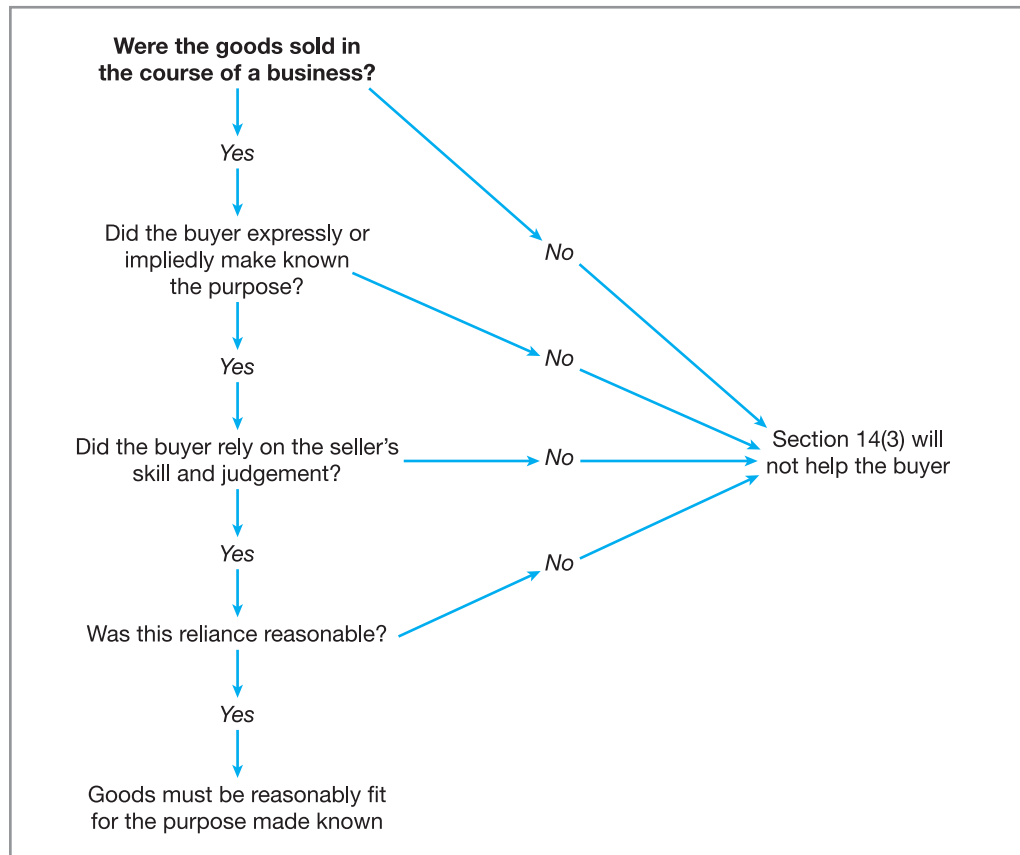 Were the goods sold in
the course of a business?
Yes
Did the buyer expressly or
impliedly make known
the purpose?
No
Yes
No
Did the buyer rely on the seller’s
skill and judgement?
No
Section 14(3) will
not help the buyer
Yes
No
Was this reliance reasonable?
Yes
Goods must be reasonably fit
for the purpose made known